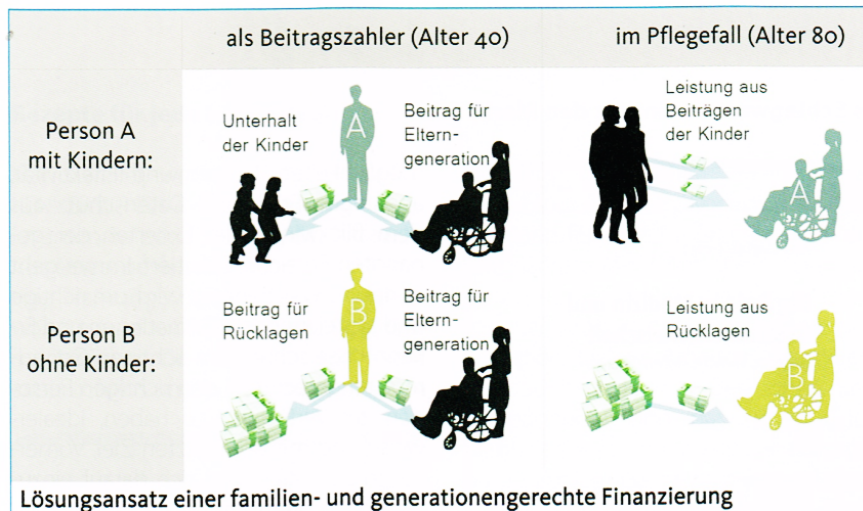 als Beitragszahler (Alter 40)
im Pflegefall (Alter 80)
Person A
mit Kindern:
Unterhalt
der Kinder
A
Beitrag für
Eltern-
generation
Leistung aus
Beiträgen
der Kinder
A
Person B
ohne Kinder:
Beitrag für
Rücklagen
B
Beitrag für
Eltern-
generation
Leistung aus
Rücklagen
B
Lösungsansatz einer familien- und generationengerechte Finanzierung